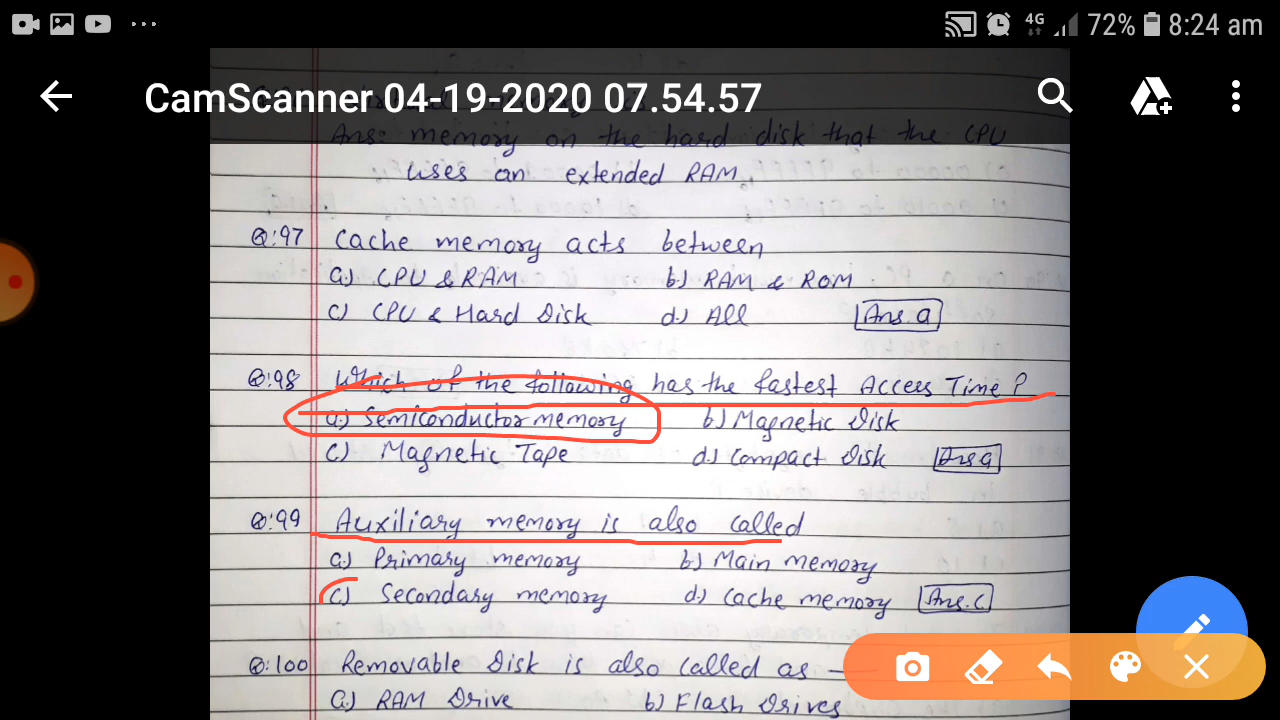 4G 72% 8:24 am
CamScanner 04-19-2020 07.54.57
Ans: memory on the hard disk that the CPU
uses an extended RAM
Q:97 Cache memory acts between
a.) CPU & RAM b.) RAM & ROM
c.) CPU & Hard Disk d.) All Ans. a
Q:98 Which of the following has the fastest Access Time?
a.) Semiconductor memory b.) Magnetic Disk
c.) Magnetic Tape d.) Compact Disk Ans a
Q:99 Auxiliary memory is also called
a.) Primary memory b.) Main memory
c.) Secondary memory d.) Cache memory Ans. c
Q:100 Removable Disk is also called as —
a.) RAM Drive b.) Flash Drives